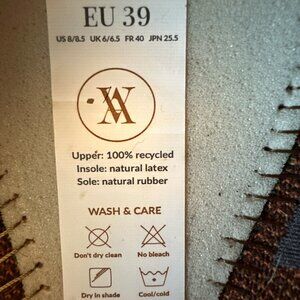 EU 39
US 8/8.5 UK 6/6.5 FR 40 JPN 25.5
Upper: 100% recycled
Insole: natural latex
Sole: natural rubber
WASH & CARE
Don't dry clean No bleach
Dry in shade Cool/cold